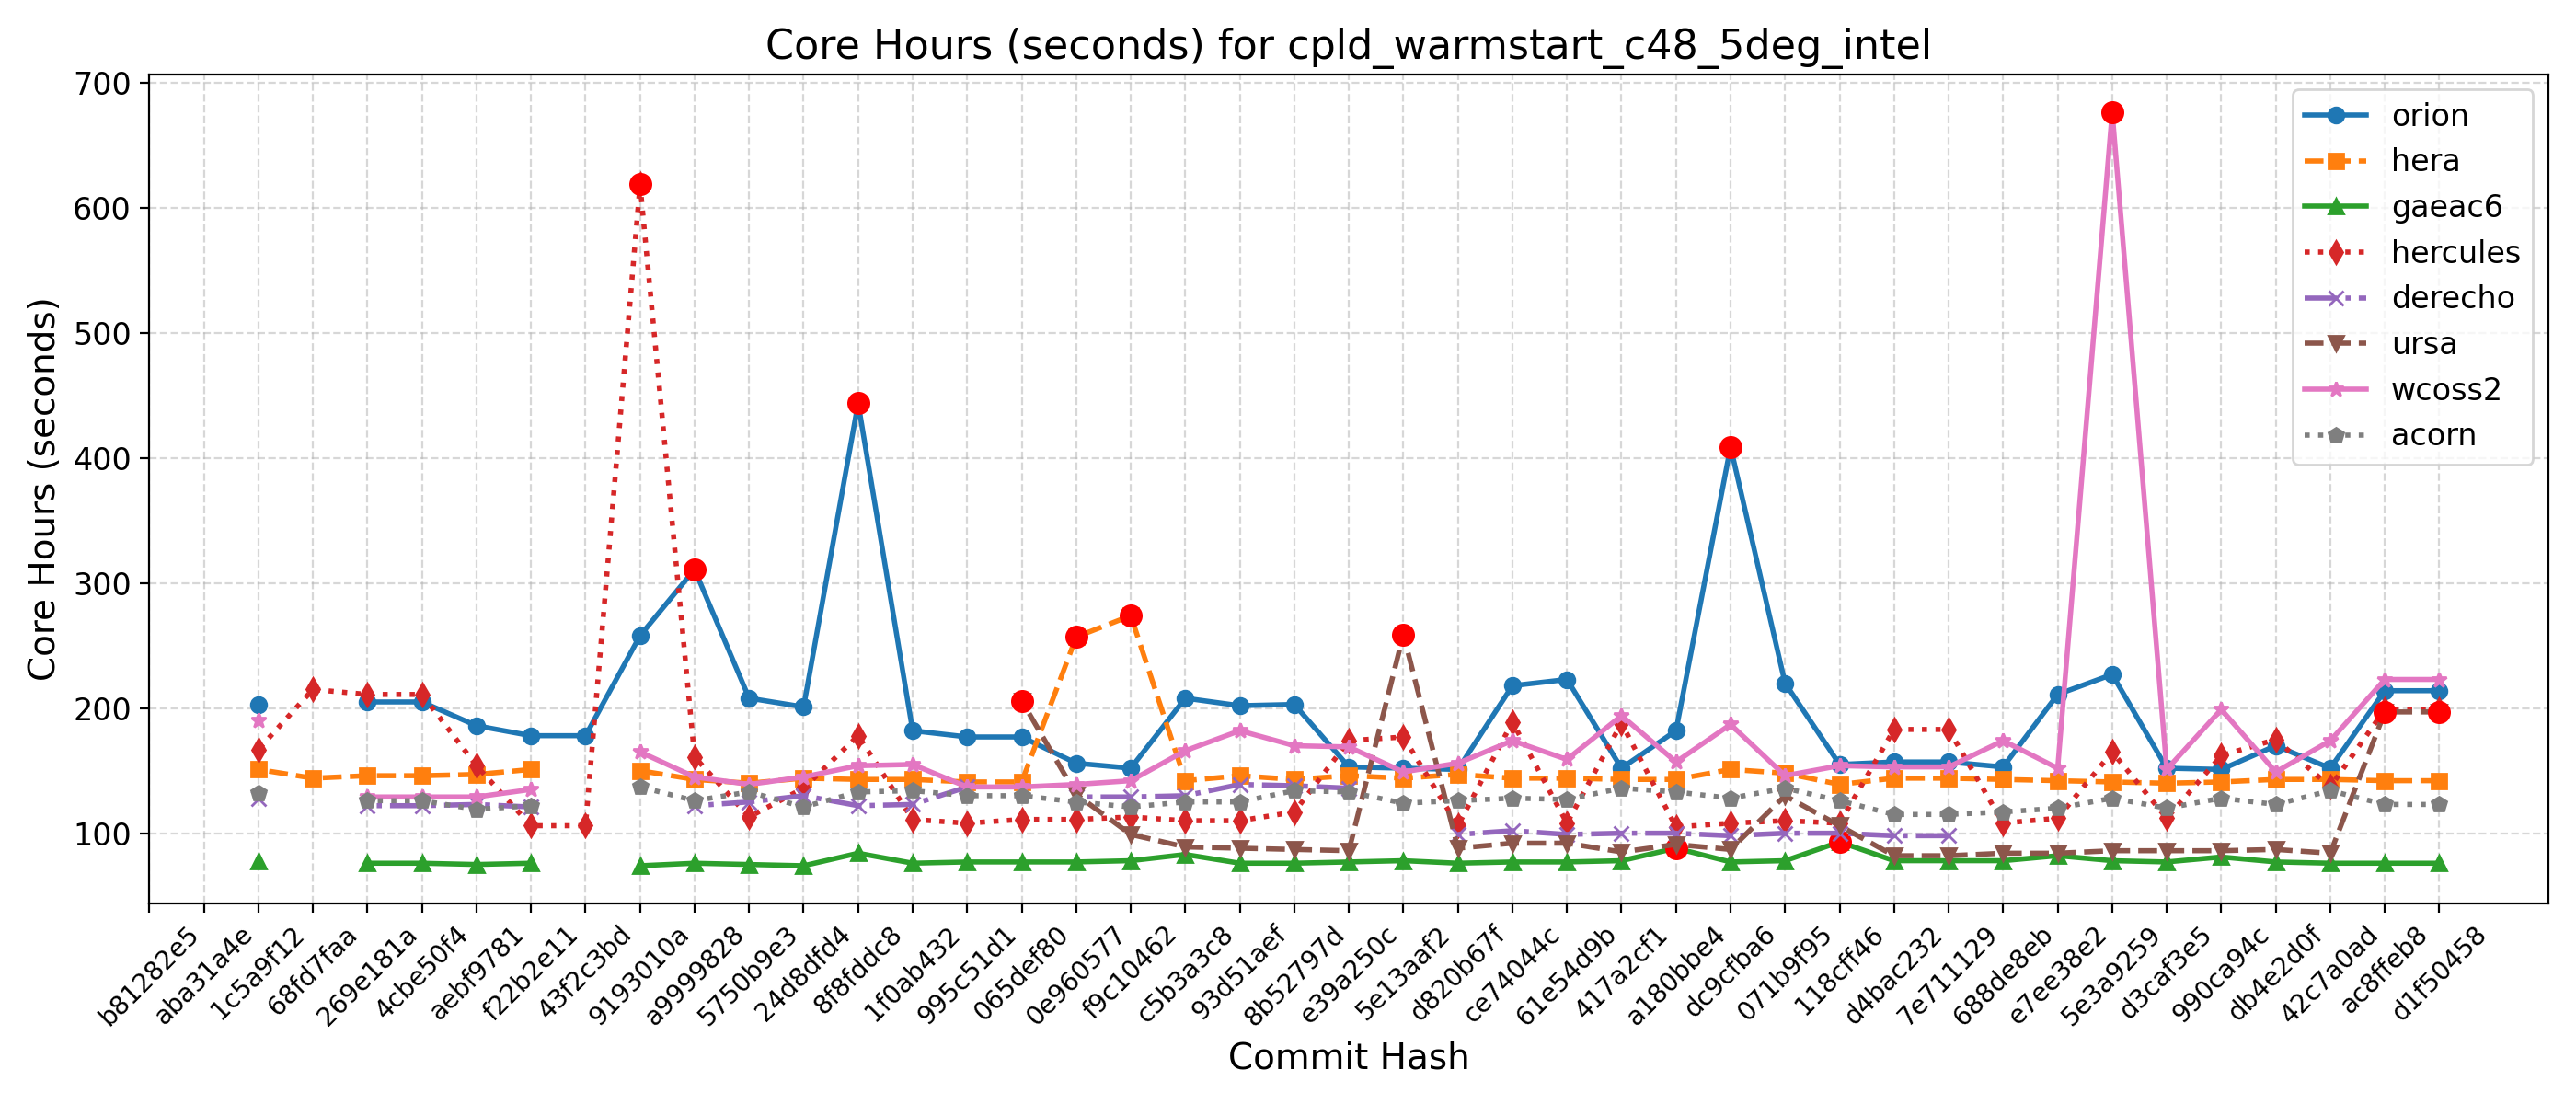 Core Hours (seconds) for cpld_warmstart_c48_5deg_intel
Core Hours (seconds)
700
600
500
400
300
200
100
orion
hera
gaeac6
hercules
derecho
ursa
wcoss2
acorn
b81282e5
aba31a4e
1c5a9f12
68fd7faa
269e181a
4cbe50f4
aebf9781
f22b2e11
43f2c3bd
9193010a
a9999828
5750b9e3
24d8dfd4
8f8fddc8
1f0ab432
995c51d1
065def80
0e960577
f9c10462
c5b3a3c8
93d51aef
8b52797d
e39a250c
5e13aaf2
d820b67f
ce74044c
61e54d9b
417a2cf1
a180bbe4
dc9cfba6
071b9f95
118cff46
d4bac232
7e711129
688de8eb
e7ee38e2
5e3a9259
d3caf3e5
990ca94c
db4e2d0f
42c7a0ad
ac8ffeb8
d1f50458
Commit Hash